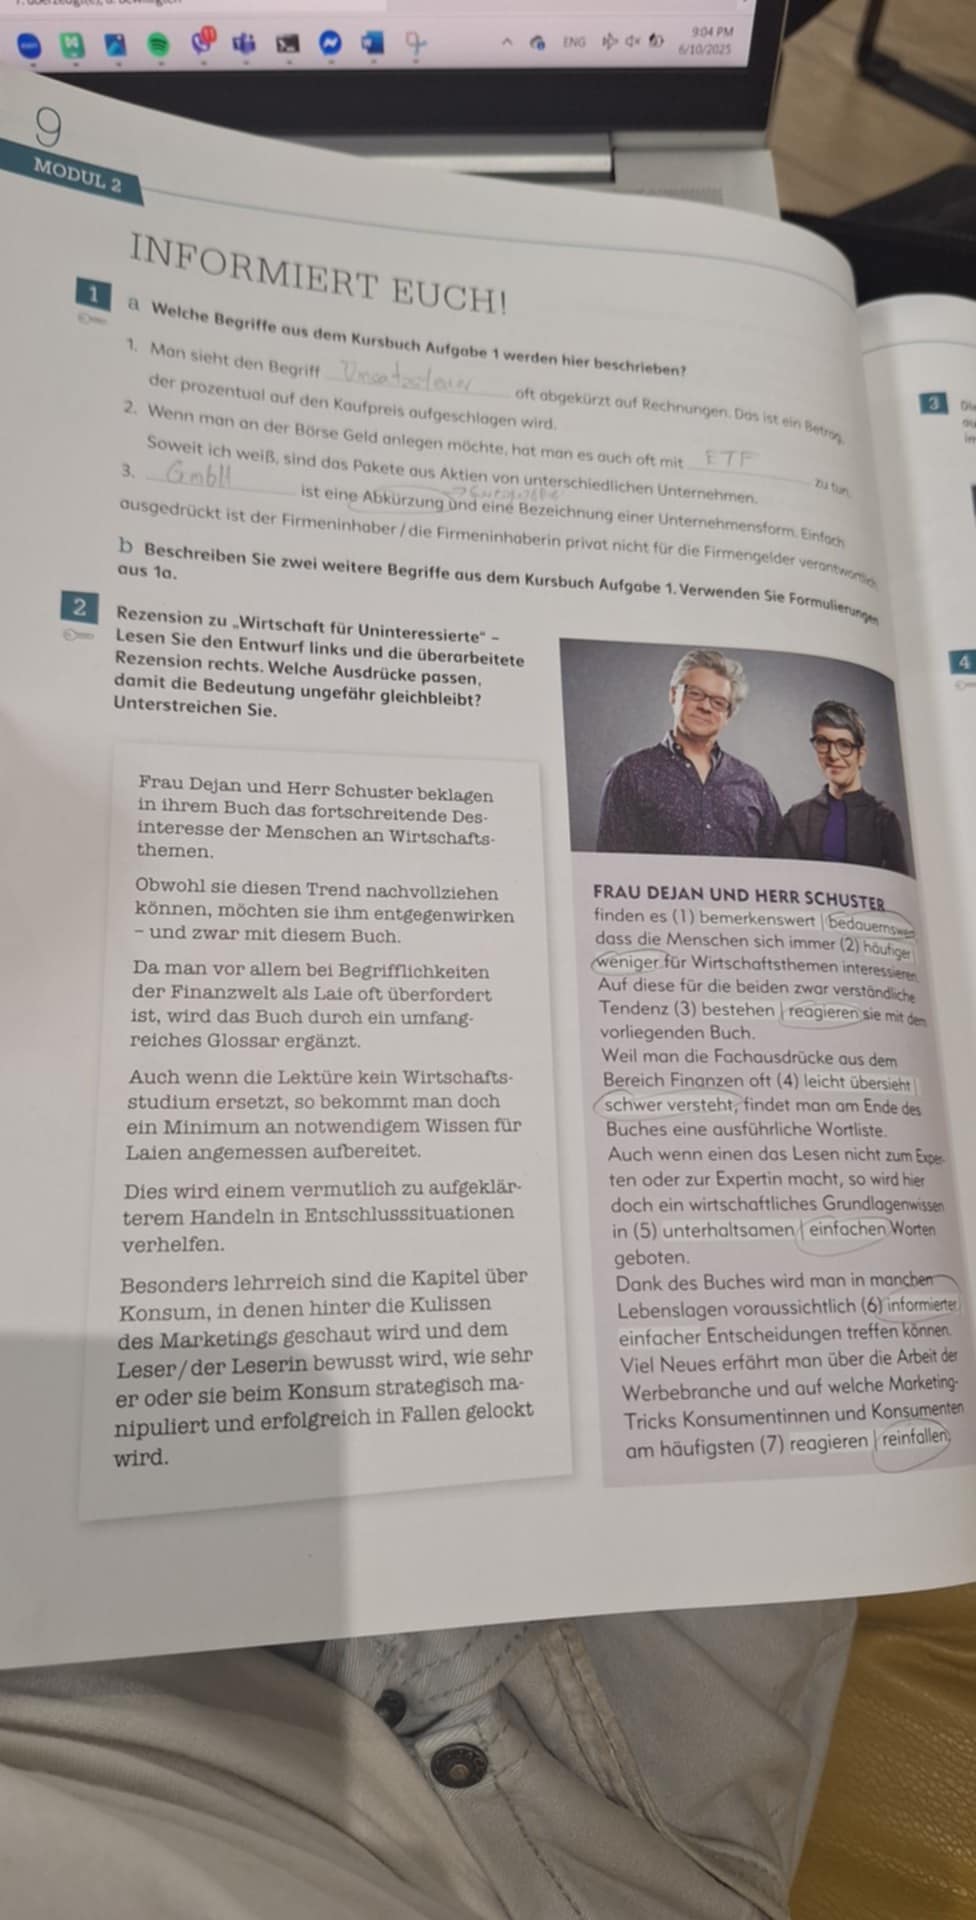 ENG
9:04 PM
6/10/2025
9
MODUL 2
INFORMIERT EUCH!
1
a Welche Begriffe aus dem Kursbuch Aufgabe 1 werden hier beschrieben?
1. Man sieht den Begriff Umsatzsteuer oft abgekürzt auf Rechnungen. Das ist ein Betrag,
der prozentual auf den Kaufpreis aufgeschlagen wird.
2. Wenn man an der Börse Geld anlegen möchte, hat man es auch oft mit ETF zu tun.
Soweit ich weiß, sind das Pakete aus Aktien von unterschiedlichen Unternehmen.
3. GmbH ist eine Abkürzung und eine Bezeichnung einer Unternehmensform. Einfach
ausgedrückt ist der Firmeninhaber / die Firmeninhaberin privat nicht für die Firmengelder verantwortlich.
b Beschreiben Sie zwei weitere Begriffe aus dem Kursbuch Aufgabe 1. Verwenden Sie Formulierungen
aus 1a.
2
Rezension zu „Wirtschaft für Uninteressierte“ –
Lesen Sie den Entwurf links und die überarbeitete
Rezension rechts. Welche Ausdrücke passen,
damit die Bedeutung ungefähr gleichbleibt?
Unterstreichen Sie.
Frau Dejan und Herr Schuster beklagen
in ihrem Buch das fortschreitende Des-
interesse der Menschen an Wirtschafts-
themen.
Obwohl sie diesen Trend nachvollziehen
können, möchten sie ihm entgegenwirken
– und zwar mit diesem Buch.
Da man vor allem bei Begrifflichkeiten
der Finanzwelt als Laie oft überfordert
ist, wird das Buch durch ein umfang-
reiches Glossar ergänzt.
Auch wenn die Lektüre kein Wirtschafts-
studium ersetzt, so bekommt man doch
ein Minimum an notwendigem Wissen für
Laien angemessen aufbereitet.
Dies wird einem vermutlich zu aufgeklär-
terem Handeln in Entschlusssituationen
verhelfen.
Besonders lehrreich sind die Kapitel über
Konsum, in denen hinter die Kulissen
des Marketings geschaut wird und dem
Leser / der Leserin bewusst wird, wie sehr
er oder sie beim Konsum strategisch ma-
nipuliert und erfolgreich in Fallen gelockt
wird.
FRAU DEJAN UND HERR SCHUSTER
finden es (1) bemerkenswert | bedauernswert,
dass die Menschen sich immer (2) häufiger |
weniger für Wirtschaftsthemen interessieren.
Auf diese für die beiden zwar verständliche
Tendenz (3) bestehen | reagieren sie mit dem
vorliegenden Buch.
Weil man die Fachausdrücke aus dem
Bereich Finanzen oft (4) leicht übersieht |
schwer versteht, findet man am Ende des
Buches eine ausführliche Wortliste.
Auch wenn einen das Lesen nicht zum Exper-
ten oder zur Expertin macht, so wird hier
doch ein wirtschaftliches Grundlagenwissen
in (5) unterhaltsamen | einfachen Worten
geboten.
Dank des Buches wird man in manchen
Lebenslagen voraussichtlich (6) informierter |
einfacher Entscheidungen treffen können.
Viel Neues erfährt man über die Arbeit der
Werbebranche und auf welche Marketing-
Tricks Konsumentinnen und Konsumenten
am häufigsten (7) reagieren | reinfallen.
3
4